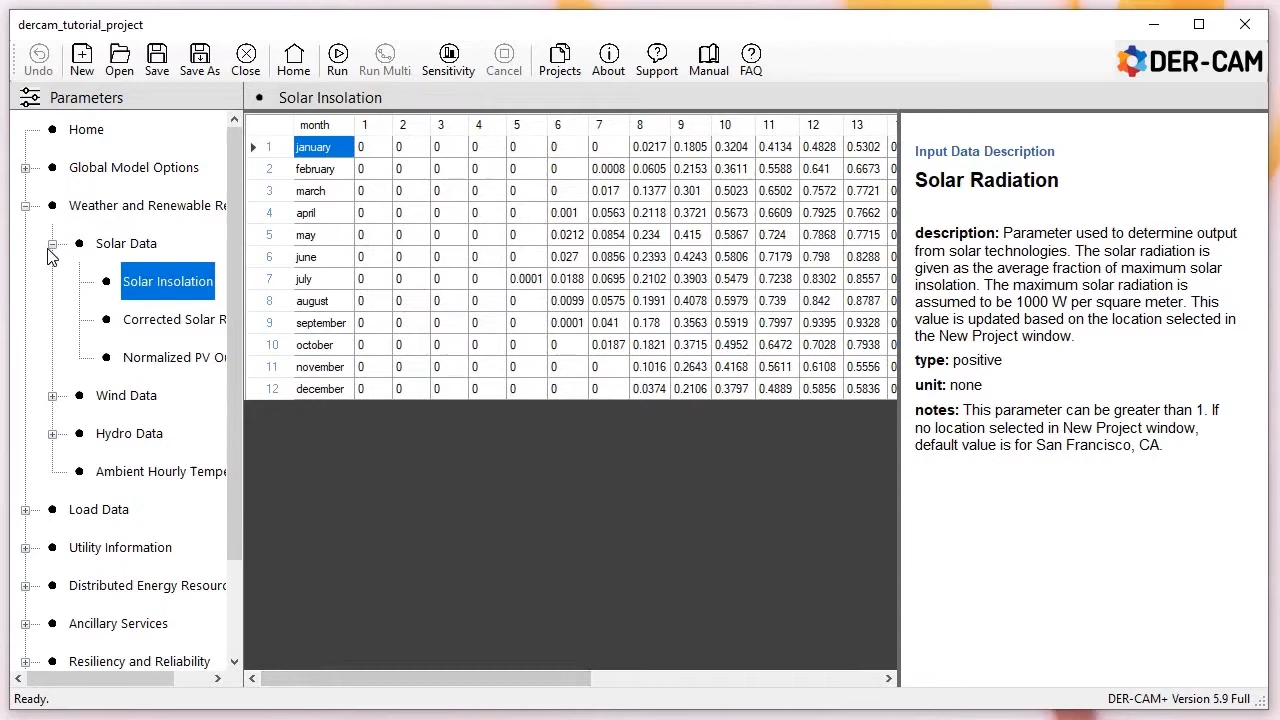 dercam_tutorial_project
Undo New Open Save Save As Close Home Run Run Multi Sensitivity Cancel Projects About Support Manual FAQ
DER-CAM
Parameters
Home
Global Model Options
Weather and Renewable Re
Solar Data
Solar Insolation
Corrected Solar R
Normalized PV Ou
Wind Data
Hydro Data
Ambient Hourly Tempe
Load Data
Utility Information
Distributed Energy Resourc
Ancillary Services
Resiliency and Reliability
Solar Insolation
month 1 2 3 4 5 6 7 8 9 10 11 12 13
1 january 0 0 0 0 0 0 0 0.0217 0.1805 0.3204 0.4134 0.4828 0.5302 0
2 february 0 0 0 0 0 0 0.0008 0.0605 0.2153 0.3611 0.5588 0.641 0.6673 0
3 march 0 0 0 0 0 0 0.017 0.1377 0.301 0.5023 0.6502 0.7572 0.7721 0
4 april 0 0 0 0 0 0.001 0.0563 0.2118 0.3721 0.5673 0.6609 0.7925 0.7662 0
5 may 0 0 0 0 0 0.0212 0.0854 0.234 0.415 0.5867 0.724 0.7868 0.7715 0
6 june 0 0 0 0 0 0.027 0.0856 0.2393 0.4243 0.5806 0.7179 0.798 0.8288 0
7 july 0 0 0 0 0.0001 0.0188 0.0695 0.2102 0.3903 0.5479 0.7238 0.8302 0.8557 0
8 august 0 0 0 0 0 0.0099 0.0575 0.1991 0.4078 0.5979 0.739 0.842 0.8787 0
9 september 0 0 0 0 0 0.0001 0.041 0.178 0.3563 0.5919 0.7997 0.9395 0.9328 0
10 october 0 0 0 0 0 0 0.0187 0.1821 0.3715 0.4952 0.6472 0.7028 0.7938 0
11 november 0 0 0 0 0 0 0 0.1016 0.2643 0.4168 0.5611 0.6108 0.5556 0
12 december 0 0 0 0 0 0 0 0.0374 0.2106 0.3797 0.4889 0.5856 0.5836 0
Input Data Description
Solar Radiation
description: Parameter used to determine output
from solar technologies. The solar radiation is
given as the average fraction of maximum solar
insolation. The maximum solar radiation is
assumed to be 1000 W per square meter. This
value is updated based on the location selected in
the New Project window.
type: positive
unit: none
notes: This parameter can be greater than 1. If
no location selected in New Project window,
default value is for San Francisco, CA.
Ready.
DER-CAM+ Version 5.9 Full